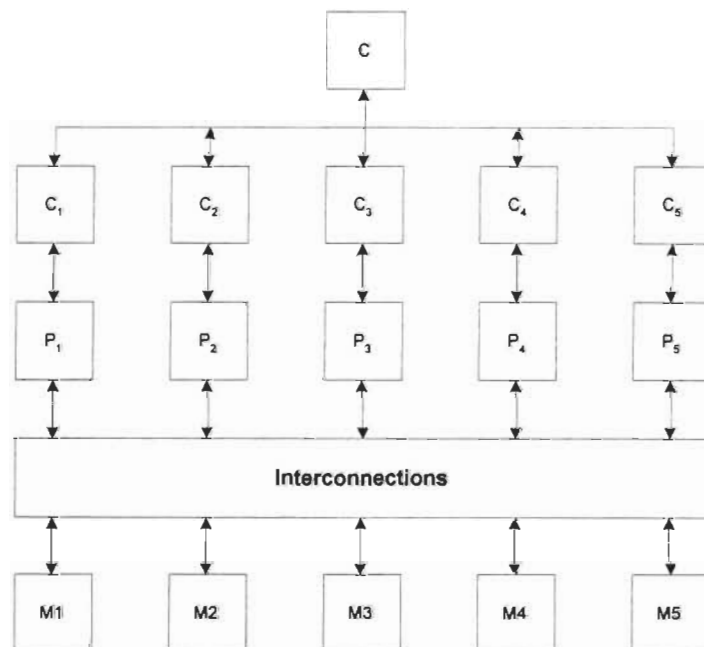 C
C₁ C₂ C₃ C₄ C₅
P₁ P₂ P₃ P₄ P₅
Interconnections
M1 M2 M3 M4 M5